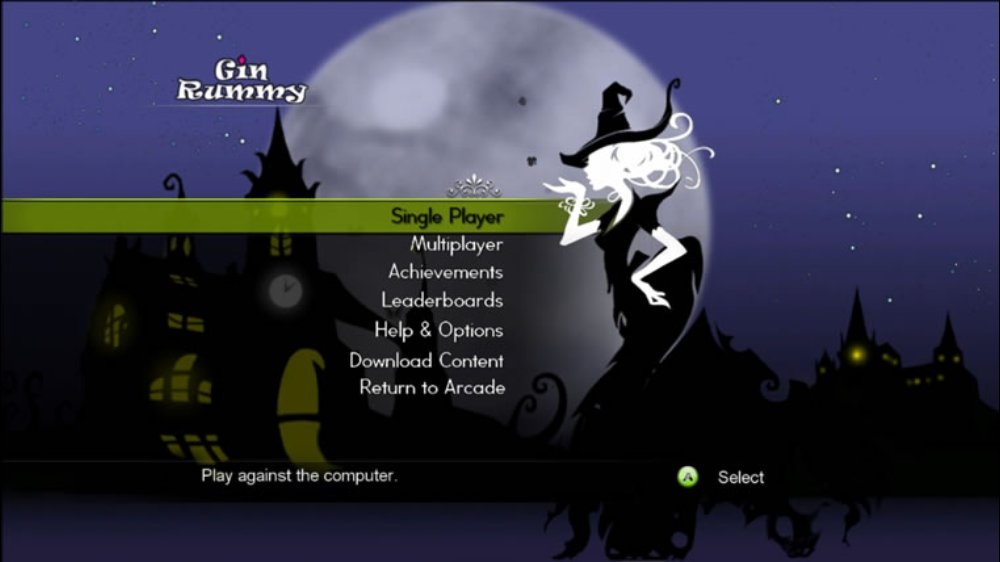 Gin
Rummy
Single Player
Multiplayer
Achievements
Leaderboards
Help & Options
Download Content
Return to Arcade
Play against the computer.
A Select